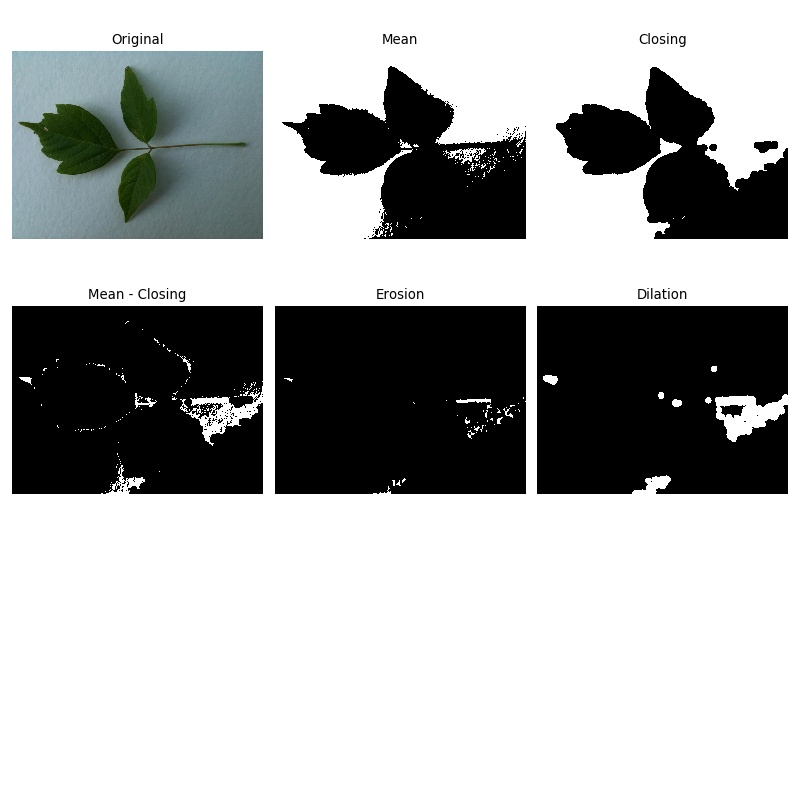 Original
Mean
Closing
Mean - Closing
Erosion
Dilation